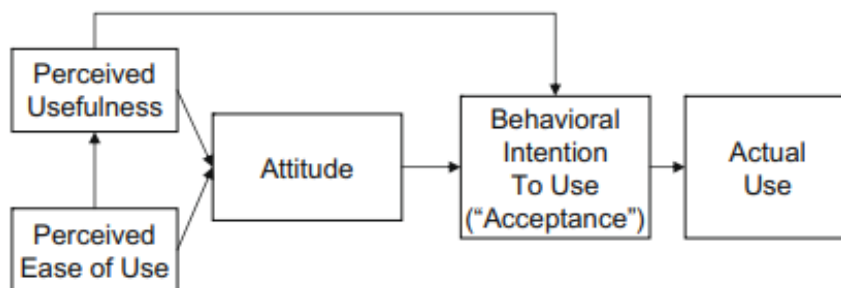 Perceived
Usefulness
Perceived
Ease of Use
Attitude
Behavioral
Intention
To Use
(“Acceptance”)
Actual
Use